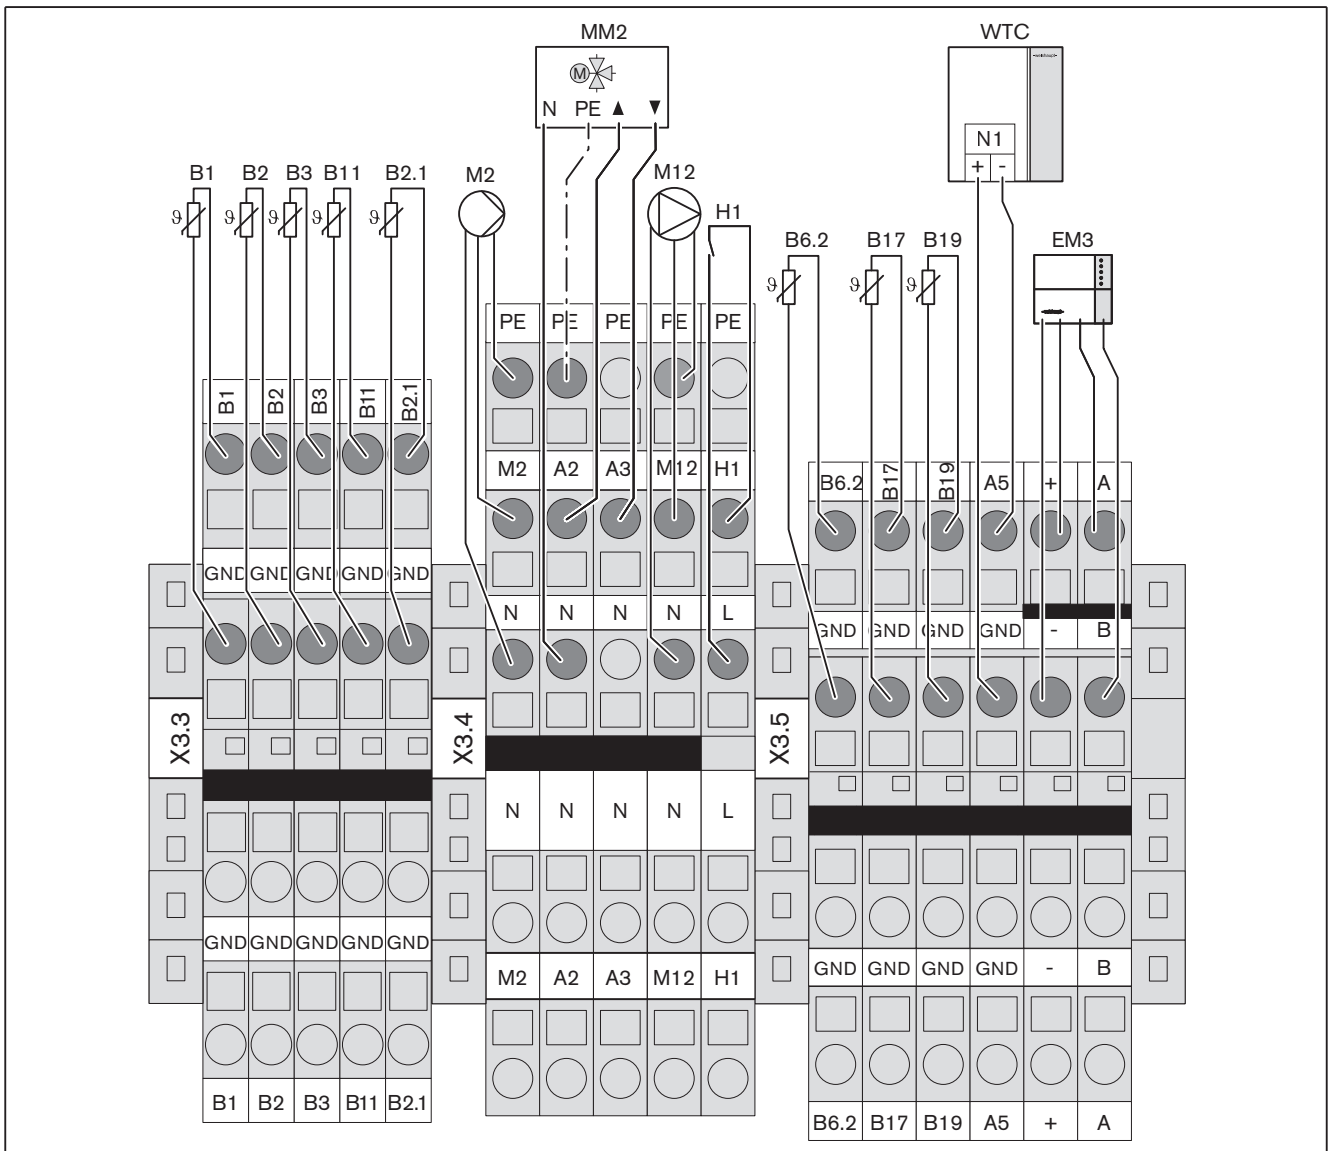 MM2
WTC
N PE ▲ ▼
N1
+ -
B1 B2 B3 B11 B2.1
M2
M12
H1
B6.2 B17 B19
EM3
ϑ ϑ ϑ ϑ ϑ
ϑ ϑ ϑ
M
PE PE PE PE PE
B1 B2 B3 B11 B2.1
M2 A2 A3 M12 H1
B6.2 B17 B19 A5 + A
GND GND GND GND GND
N N N N L
GND GND GND GND - B
X3.3
X3.4
X3.5
N N N N L
GND GND GND GND GND
M2 A2 A3 M12 H1
GND GND GND GND - B
B1 B2 B3 B11 B2.1
B6.2 B17 B19 A5 + A